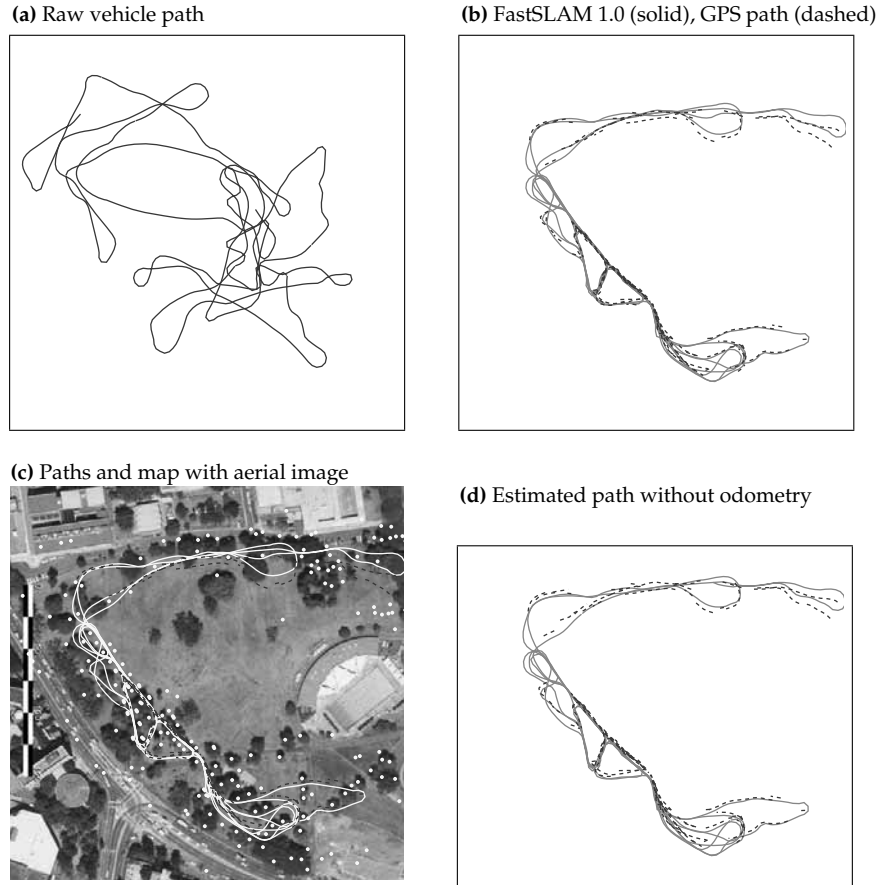 (a) Raw vehicle path
(b) FastSLAM 1.0 (solid), GPS path (dashed)
(c) Paths and map with aerial image
(d) Estimated path without odometry